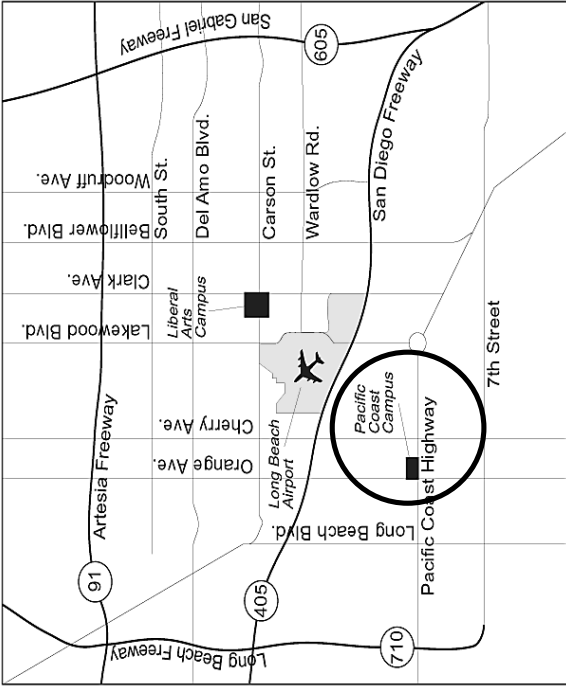 San Gabriel Freeway
605
San Diego Freeway
South St.
Del Amo Blvd.
Carson St.
Wardlow Rd.
Woodruff Ave.
Bellflower Blvd.
Clark Ave.
Lakewood Blvd.
Liberal
Arts
Campus
Cherry Ave.
Orange Ave.
Long Beach
Airport
Pacific
Coast
Campus
7th Street
Pacific Coast Highway
Long Beach Blvd.
Artesia Freeway
91
405
710
Long Beach Freeway